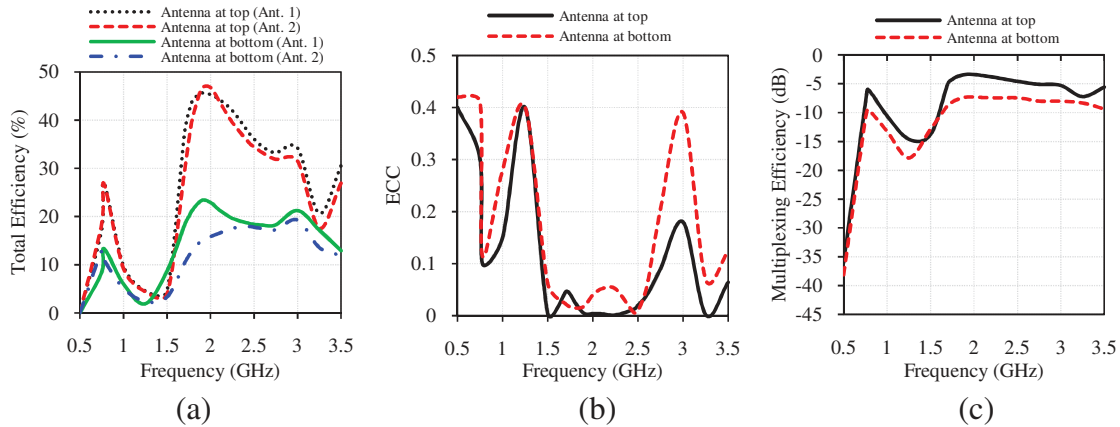 Antenna at top (Ant. 1)
Antenna at top (Ant. 2)
Antenna at bottom (Ant. 1)
Antenna at bottom (Ant. 2)
50
40
30
20
10
0
0.5 1 1.5 2 2.5 3 3.5
Total Efficiency (%)
Frequency (GHz)
(a)
Antenna at top
Antenna at bottom
0.5
0.4
0.3
0.2
0.1
0
0.5 1 1.5 2 2.5 3 3.5
ECC
Frequency (GHz)
(b)
Antenna at top
Antenna at bottom
0
-5
-10
-15
-20
-25
-30
-35
-40
-45
0.5 1 1.5 2 2.5 3 3.5
Multiplexing Efficiency (dB)
Frequency (GHz)
(c)